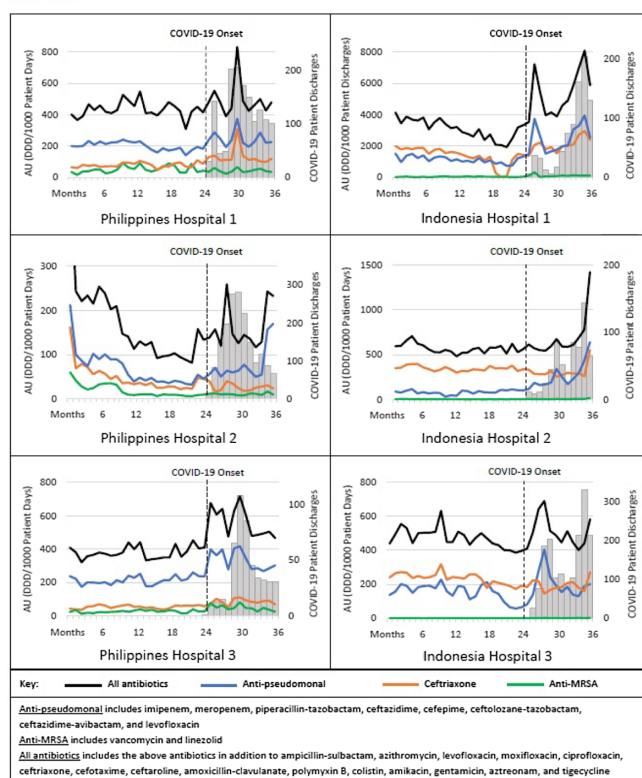 COVID-19 Onset
COVID-19 Onset
AU (DDD/1000 Patient Days)
800
600
400
200
0
200
100
0
COVID-19 Patient Discharges
Months 6 12 18 24 30 36
Philippines Hospital 1
AU (DDD/1000 Patient Days)
8000
6000
4000
2000
0
200
100
0
COVID-19 Patient Discharges
Months 6 12 18 24 30 36
Indonesia Hospital 1
COVID-19 Onset
COVID-19 Onset
AU (DDD/1000 Patient Days)
300
200
100
0
300
200
100
0
COVID-19 Patient Discharges
Months 6 12 18 24 30 36
Philippines Hospital 2
AU (DDD/1000 Patient Days)
1500
1000
500
0
200
100
0
COVID-19 Patient Discharges
Months 6 12 18 24 30 36
Indonesia Hospital 2
COVID-19 Onset
COVID-19 Onset
AU (DDD/1000 Patient Days)
800
600
400
200
0
100
50
0
COVID-19 Patient Discharges
Months 6 12 18 24 30 36
Philippines Hospital 3
AU (DDD/1000 Patient Days)
800
600
400
200
0
300
200
100
0
COVID-19 Patient Discharges
Months 6 12 18 24 30 36
Indonesia Hospital 3
Key: All antibiotics Anti-pseudomonal Ceftriaxone Anti-MRSA
Anti-pseudomonal includes imipenem, meropenem, piperacillin-tazobactam, ceftazidime, cefepime, ceftolozane-tazobactam,
ceftazidime-avibactam, and levofloxacin
Anti-MRSA includes vancomycin and linezolid
All antibiotics includes the above antibiotics in addition to ampicillin-sulbactam, azithromycin, levofloxacin, moxifloxacin, ciprofloxacin,
ceftriaxone, cefotaxime, ceftaroline, amoxicillin-clavulanate, polymyxin B, colistin, amikacin, gentamicin, aztreonam, and tigecycline